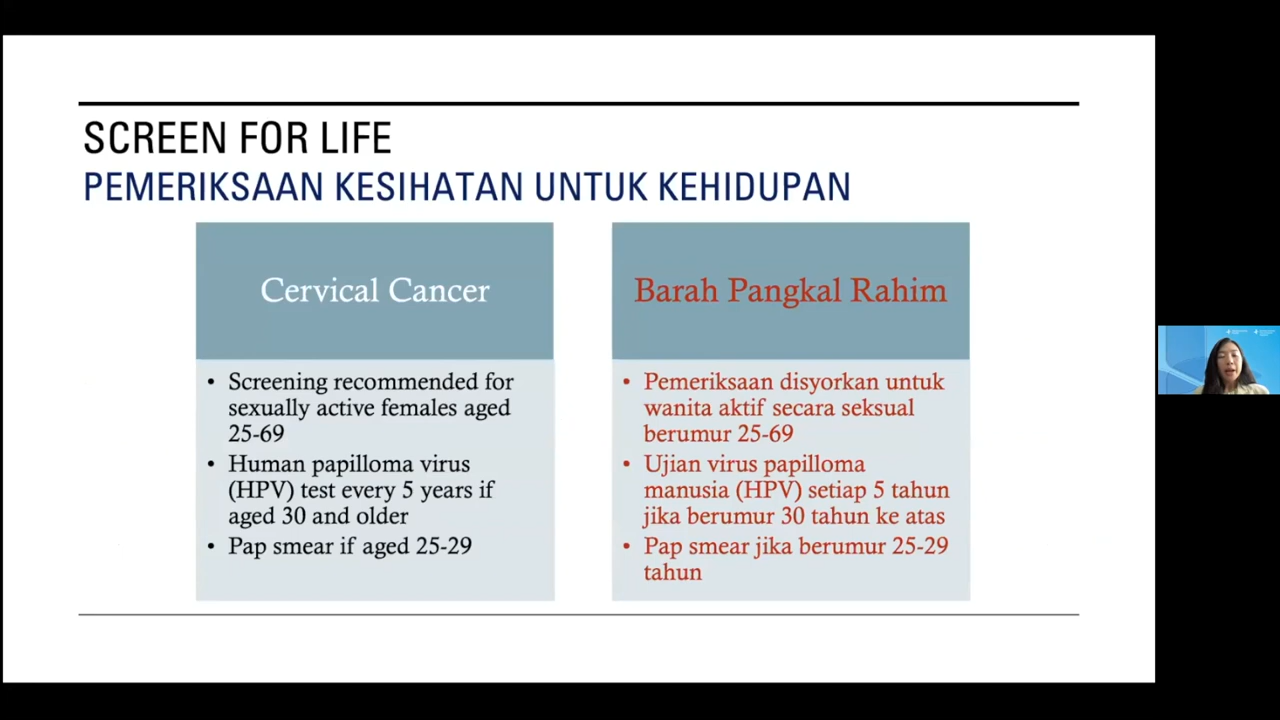 SCREEN FOR LIFE
PEMERIKSAAN KESIHATAN UNTUK KEHIDUPAN
Cervical Cancer
• Screening recommended for
sexually active females aged
25-69
• Human papilloma virus
(HPV) test every 5 years if
aged 30 and older
• Pap smear if aged 25-29
Barah Pangkal Rahim
• Pemeriksaan disyorkan untuk
wanita aktif secara seksual
berumur 25-69
• Ujian virus papilloma
manusia (HPV) setiap 5 tahun
jika berumur 30 tahun ke atas
• Pap smear jika berumur 25-29
tahun